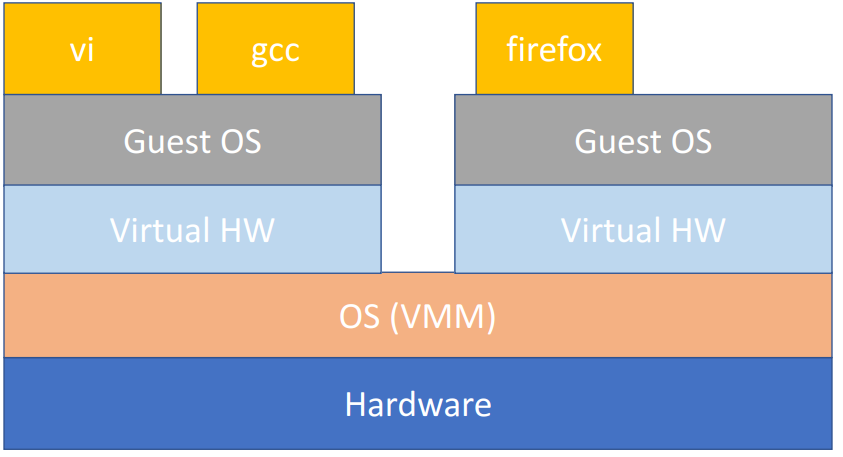 vi
gcc
firefox
Guest OS
Guest OS
Virtual HW
Virtual HW
OS (VMM)
Hardware